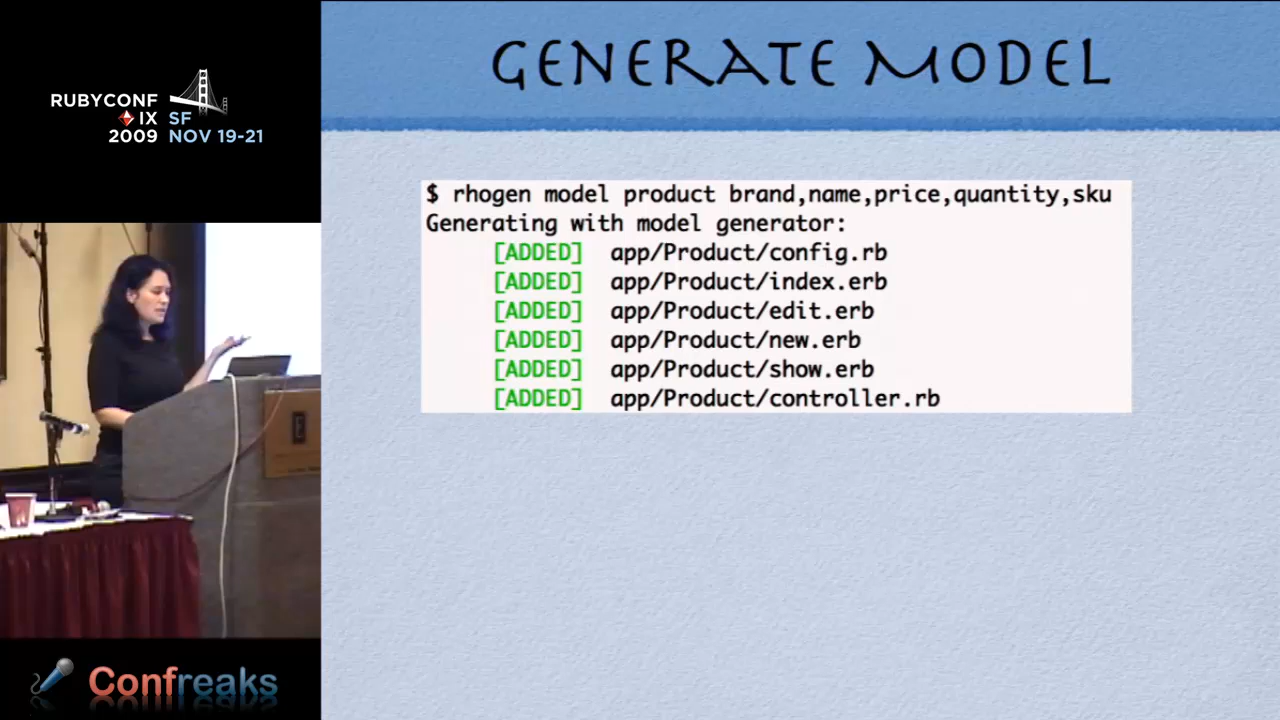 RUBYCONF
IX SF
2009 NOV 19-21
GENERATE MODEL
$ rhogen model product brand,name,price,quantity,sku
Generating with model generator:
[ADDED] app/Product/config.rb
[ADDED] app/Product/index.erb
[ADDED] app/Product/edit.erb
[ADDED] app/Product/new.erb
[ADDED] app/Product/show.erb
[ADDED] app/Product/controller.rb
Confreaks